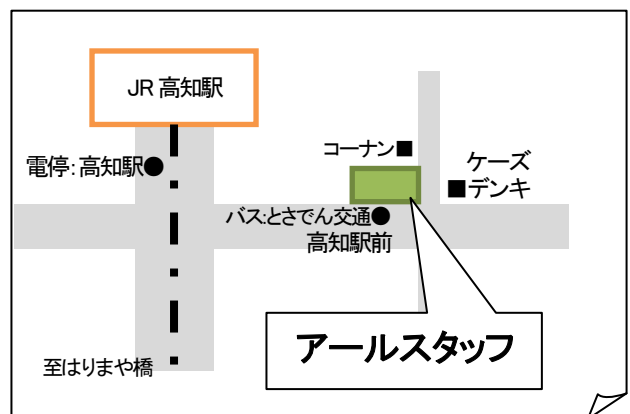 JR 高知駅
電停：高知駅●
コーナン■
ケーズ
■デンキ
バス:とさでん交通●
高知駅前
アールスタッフ
至はりまや橋